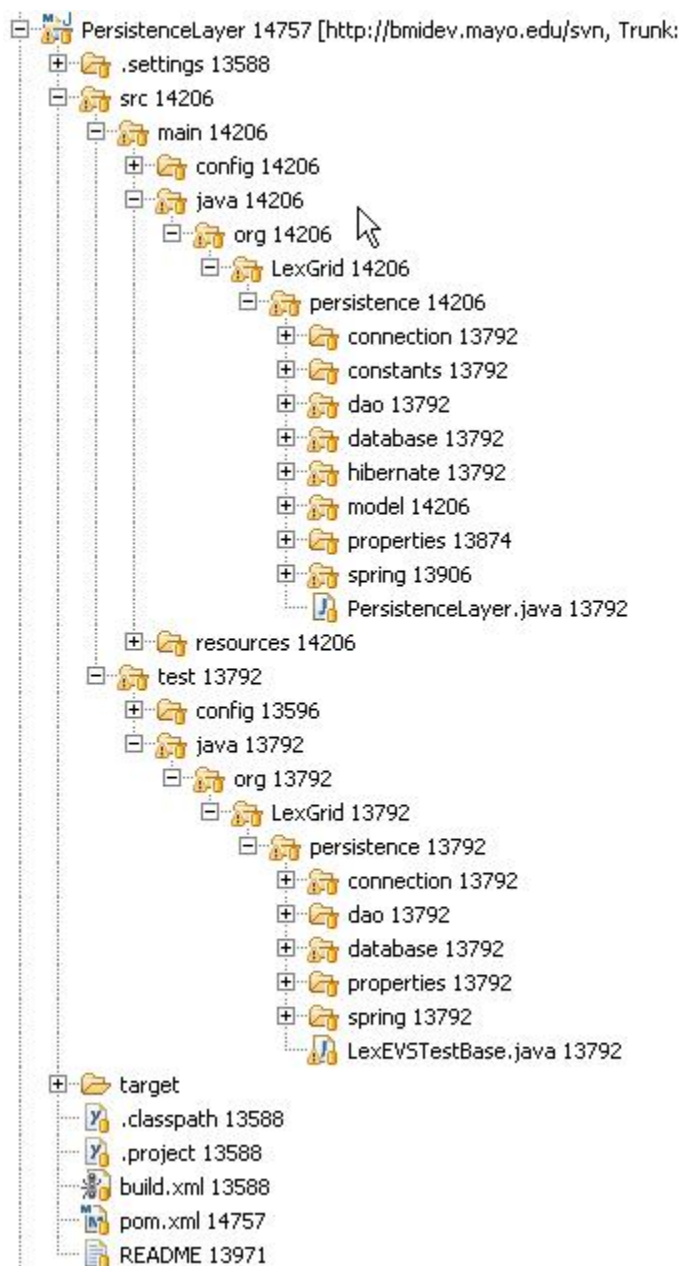 PersistenceLayer 14757 [http://bmidev.mayo.edu/svn, Trunk:
.settings 13588
src 14206
main 14206
config 14206
java 14206
org 14206
LexGrid 14206
persistence 14206
connection 13792
constants 13792
dao 13792
database 13792
hibernate 13792
model 14206
properties 13874
spring 13906
PersistenceLayer.java 13792
resources 14206
test 13792
config 13596
java 13792
org 13792
LexGrid 13792
persistence 13792
connection 13792
dao 13792
database 13792
properties 13792
spring 13792
LexEVSTestBase.java 13792
target
.classpath 13588
.project 13588
build.xml 13588
pom.xml 14757
README 13971